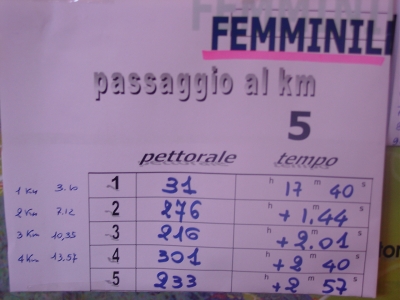 FEMMINILI
passaggio al km
5
pettorale tempo
1 Km 3.40 1 31 h 17 m 40 s
2 Km 7.12 2 276 h +1.44 m s
3 Km 10,35 3 216 h +2.01 m s
4 Km 13,57 4 301 h +2 m 40 s
5 233 h +2 m 57 s